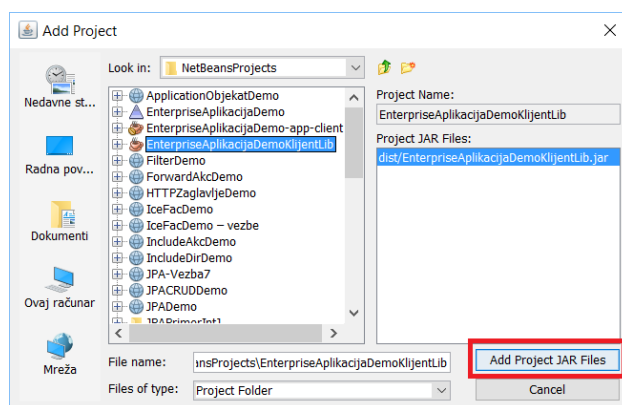 Add Project
Look in:
NetBeansProjects
Nedavne st...
Radna pov...
Dokumenti
Ovaj računar
Mreža
ApplicationObjekatDemo
EnterpriseAplikacijaDemo
EnterpriseAplikacijaDemo-app-client
EnterpriseAplikacijaDemoKlijentLib
FilterDemo
ForwardAkcDemo
HTTPZaglavljeDemo
IceFacDemo
IceFacDemo – vezbe
IncludeAkcDemo
IncludeDirDemo
JPA-Vezba7
JPACRUDDemo
JPADemo
JPAPrimerInt1
Project Name:
EnterpriseAplikacijaDemoKlijentLib
Project JAR Files:
dist/EnterpriseAplikacijaDemoKlijentLib.jar
File name:
ansProjects\EnterpriseAplikacijaDemoKlijentLib
Add Project JAR Files
Files of type:
Project Folder
Cancel